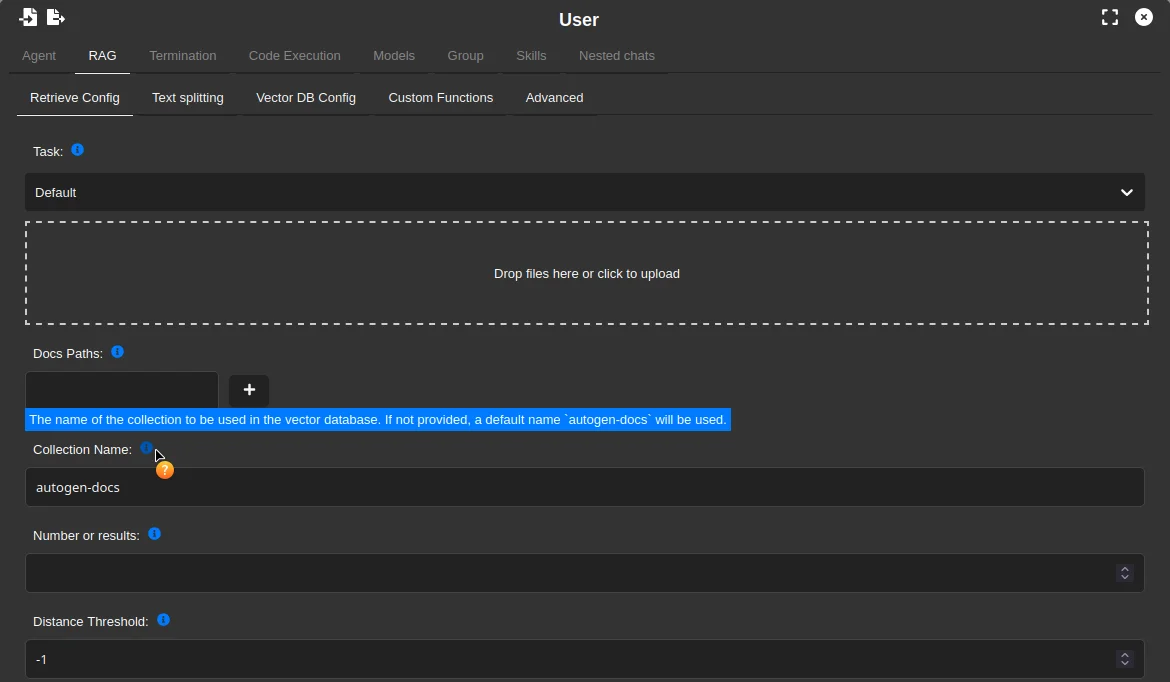 User
Agent RAG Termination Code Execution Models Group Skills Nested chats
Retrieve Config Text splitting Vector DB Config Custom Functions Advanced
Task:
Default
Drop files here or click to upload
Docs Paths:
+
The name of the collection to be used in the vector database. If not provided, a default name `autogen-docs` will be used.
Collection Name:
?
autogen-docs
Number or results:
Distance Threshold:
-1